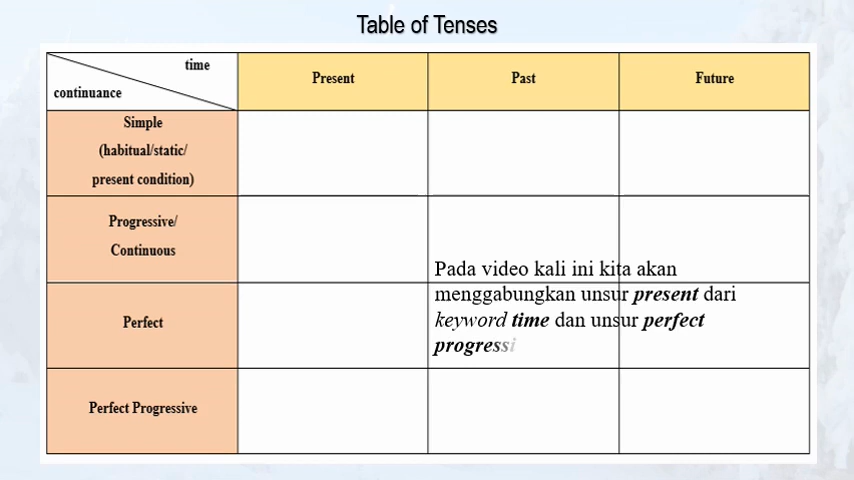 Table of Tenses
time
continuance
Present
Past
Future
Simple
(habitual/static/
present condition)
Progressive/
Continuous
Pada video kali ini kita akan
menggabungkan unsur present dari
keyword time dan unsur perfect
progressi
Perfect
Perfect Progressive